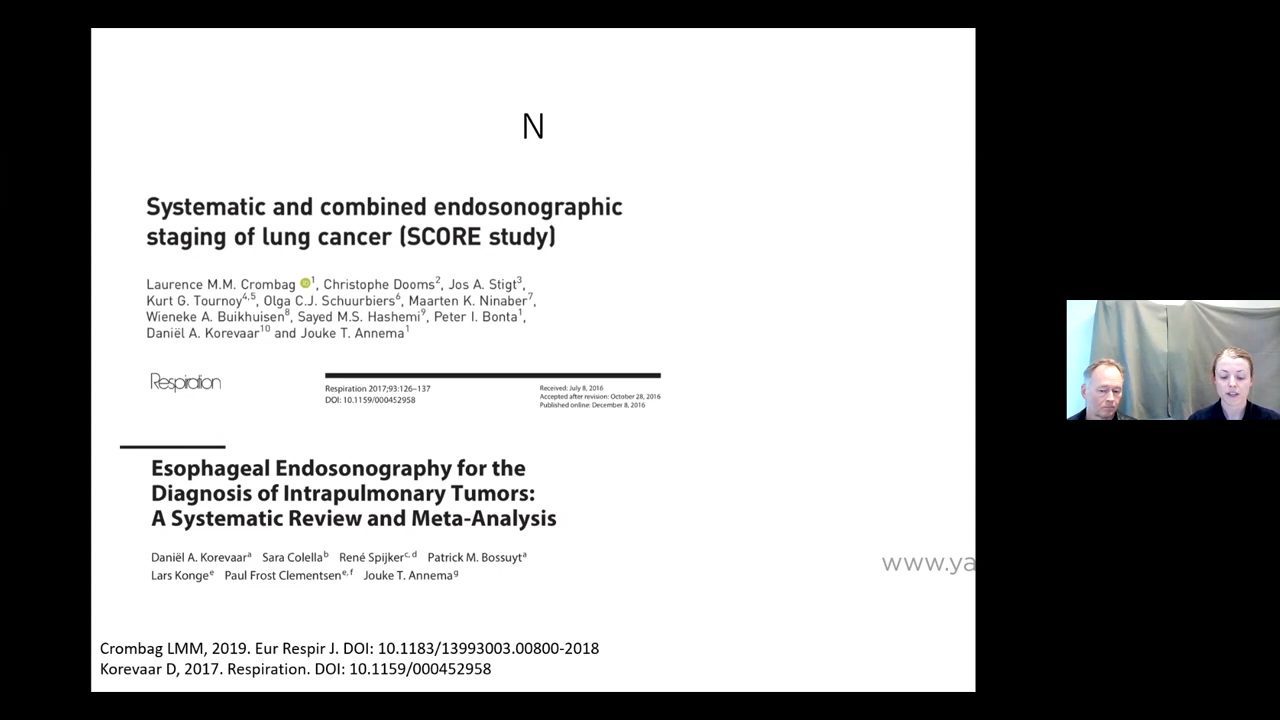 N
Systematic and combined endosonographic
staging of lung cancer (SCORE study)
Laurence M.M. Crombag iD 1, Christophe Dooms2, Jos A. Stigt3,
Kurt G. Tournoy4,5, Olga C.J. Schuurbiers6, Maarten K. Ninaber7,
Wieneke A. Buikhuisen8, Sayed M.S. Hashemi9, Peter I. Bonta1,
Daniël A. Korevaar10 and Jouke T. Annema1
Respiration
Respiration 2017;93:126–137
DOI: 10.1159/000452958
Received: July 8, 2016
Accepted after revision: October 28, 2016
Published online: December 8, 2016
Esophageal Endosonography for the
Diagnosis of Intrapulmonary Tumors:
A Systematic Review and Meta-Analysis
Daniël A. Korevaara Sara Colellab René Spijkerc, d Patrick M. Bossuyta
Lars Kongee Paul Frost Clementsene, f Jouke T. Annemag
www.ya
Crombag LMM, 2019. Eur Respir J. DOI: 10.1183/13993003.00800-2018
Korevaar D, 2017. Respiration. DOI: 10.1159/000452958